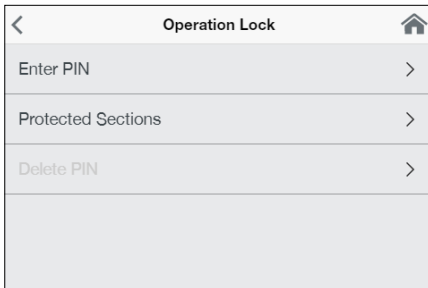 Operation Lock
Enter PIN
Protected Sections
Delete PIN